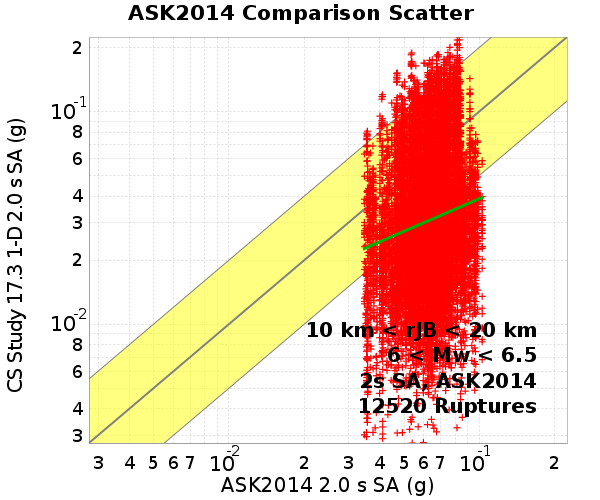 ASK2014 Comparison Scatter
CS Study 17.3 1-D 2.0 s SA (g)
2
10-1
8
6
4
3
2
10-2
8
6
4
3
10 km < rJB < 20 km
6 < Mw < 6.5
2s SA, ASK2014
12520 Ruptures
3 4 5 6 7 10-2 2 3 4 5 6 7 10-1 2
ASK2014 2.0 s SA (g)